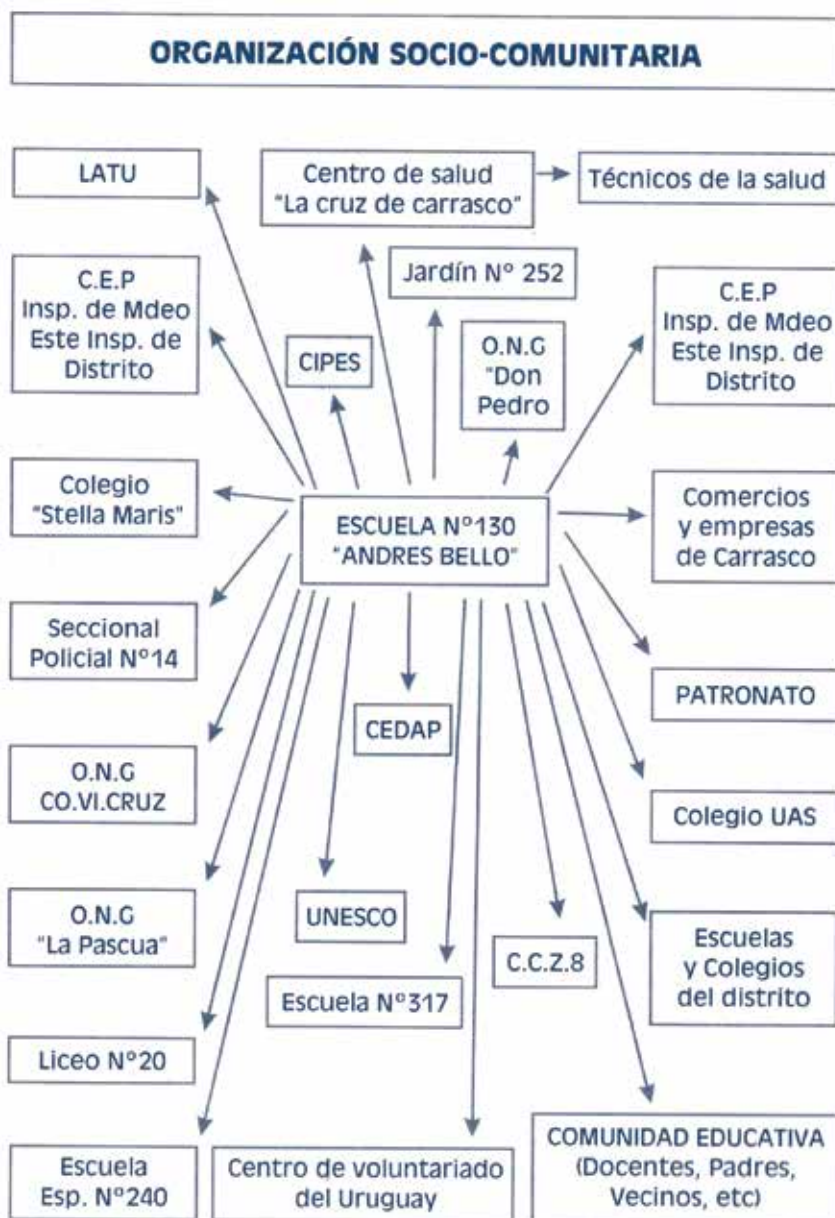 ORGANIZACIÓN SOCIO-COMUNITARIA
LATU
Centro de salud
"La cruz de carrasco"
Técnicos de la salud
Jardín N° 252
C.E.P
Insp. de Mdeo
Este Insp. de
Distrito
CIPES
O.N.G
"Don
Pedro
C.E.P
Insp. de Mdeo
Este Insp. de
Distrito
Colegio
"Stella Maris"
ESCUELA N°130
"ANDRES BELLO"
Comercios
y empresas
de Carrasco
Seccional
Policial N°14
PATRONATO
CEDAP
O.N.G
CO.VI.CRUZ
Colegio UAS
O.N.G
"La Pascua"
UNESCO
C.C.Z.8
Escuelas
y Colegios
del distrito
Escuela N°317
Liceo N°20
Escuela
Esp. N°240
Centro de voluntariado
del Uruguay
COMUNIDAD EDUCATIVA
(Docentes, Padres,
Vecinos, etc)